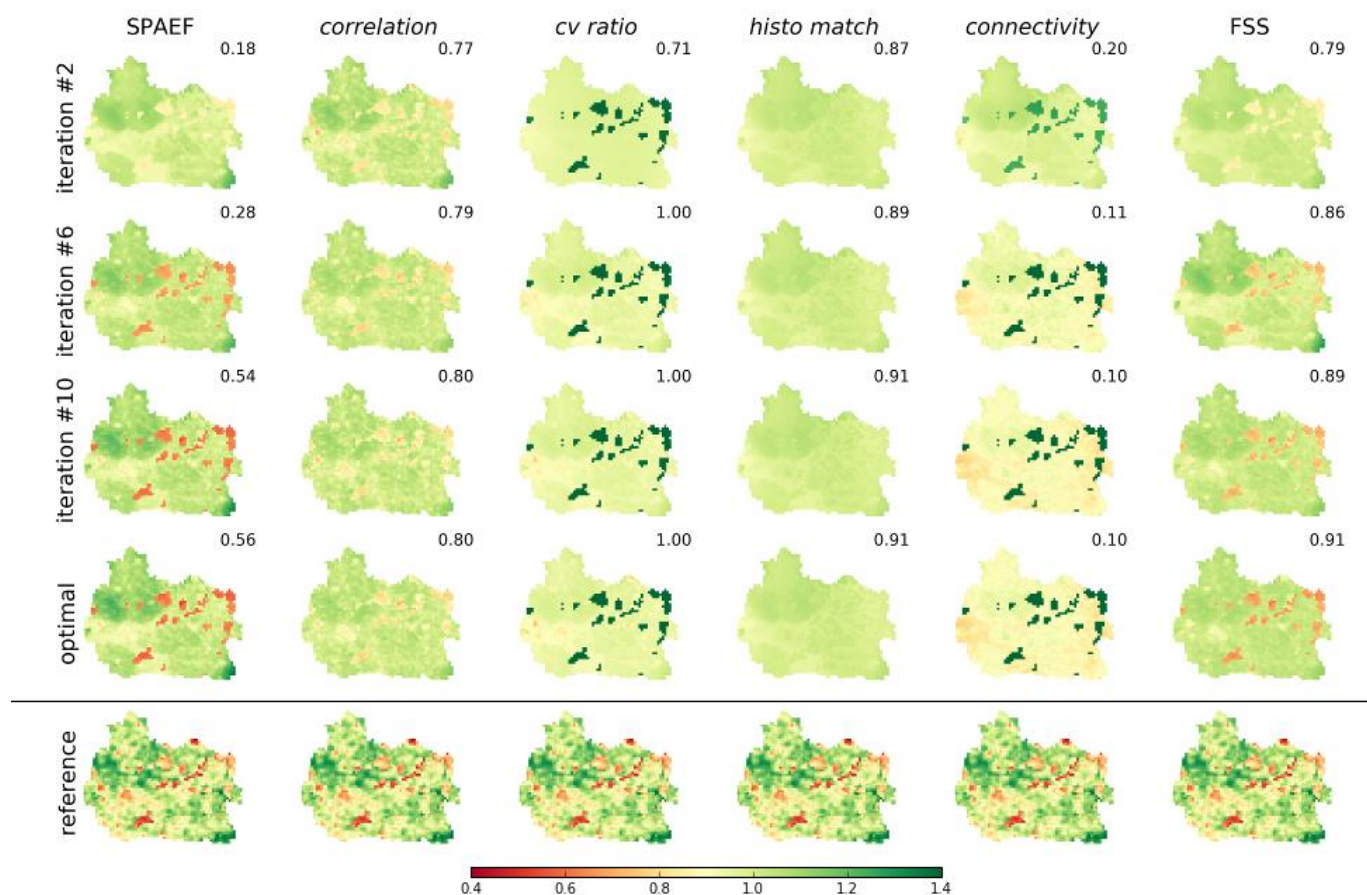 SPAEF correlation cv ratio histo match connectivity FSS
0.18 0.77 0.71 0.87 0.20 0.79
iteration #2
0.28 0.79 1.00 0.89 0.11 0.86
iteration #6
0.54 0.80 1.00 0.91 0.10 0.89
iteration #10
0.56 0.80 1.00 0.91 0.10 0.91
optimal
reference
0.4 0.6 0.8 1.0 1.2 1.4